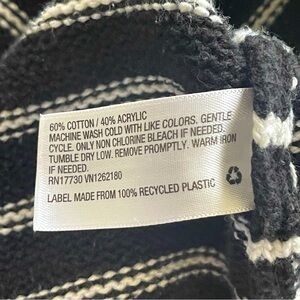 60% COTTON / 40% ACRYLIC
MACHINE WASH COLD WITH LIKE COLORS, GENTLE
CYCLE. ONLY NON CHLORINE BLEACH IF NEEDED.
TUMBLE DRY LOW. REMOVE PROMPTLY. WARM IRON
IF NEEDED.
RN17730 VN1262180
LABEL MADE FROM 100% RECYCLED PLASTIC